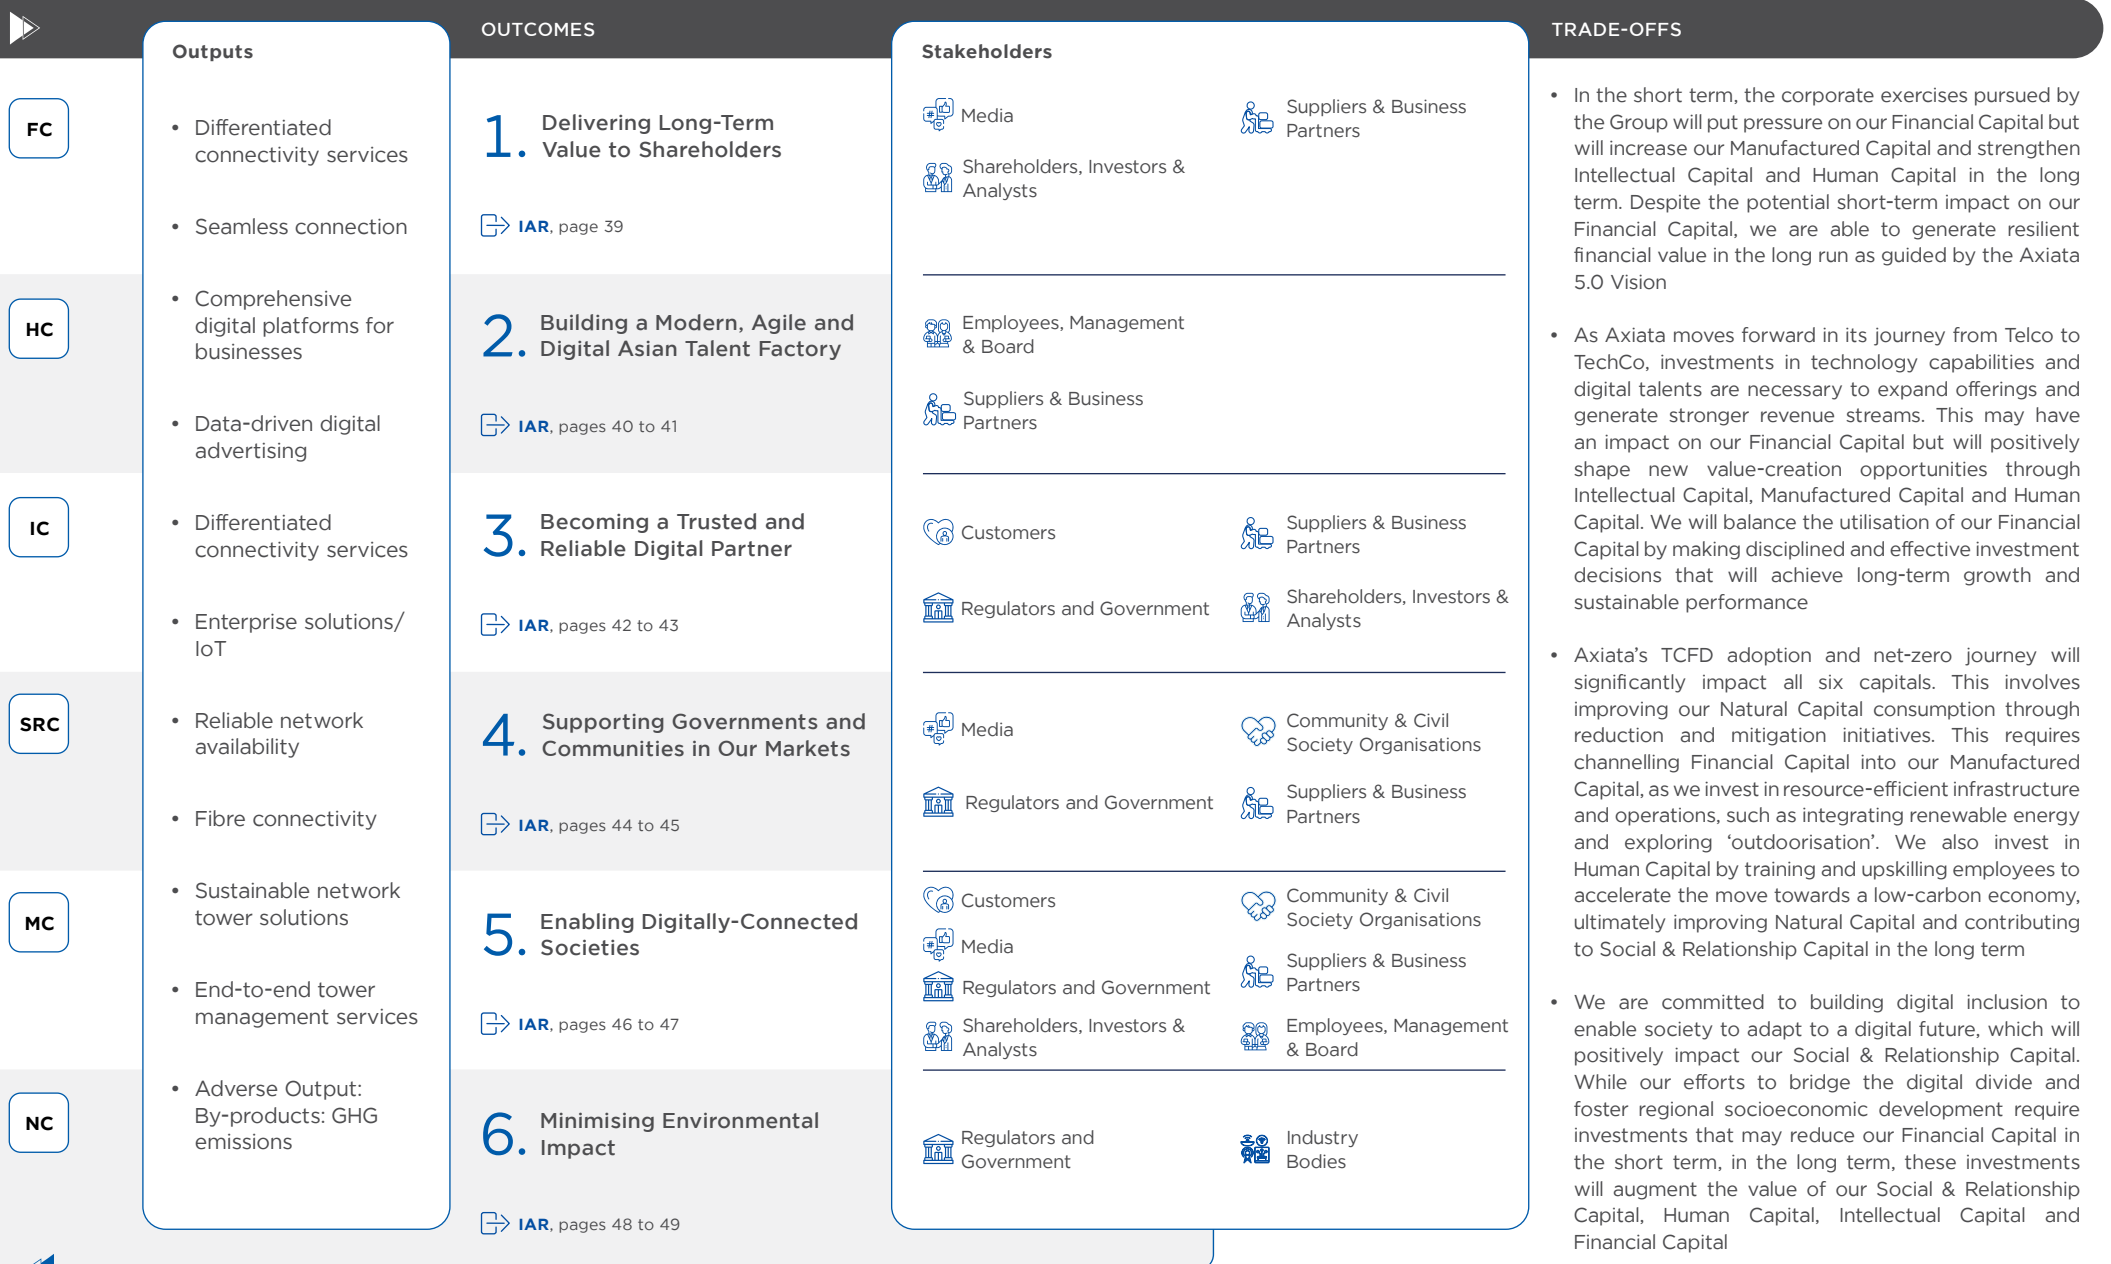 OUTCOMES
TRADE-OFFS
Outputs
Stakeholders
FC
HC
IC
SRC
MC
NC
• Differentiated
connectivity services
• Seamless connection
• Comprehensive
digital platforms for
businesses
• Data-driven digital
advertising
• Differentiated
connectivity services
• Enterprise solutions/
IoT
• Reliable network
availability
• Fibre connectivity
• Sustainable network
tower solutions
• End-to-end tower
management services
• Adverse Output:
By-products: GHG
emissions
1. Delivering Long-Term
Value to Shareholders
IAR, page 39
2. Building a Modern, Agile and
Digital Asian Talent Factory
IAR, pages 40 to 41
3. Becoming a Trusted and
Reliable Digital Partner
IAR, pages 42 to 43
4. Supporting Governments and
Communities in Our Markets
IAR, pages 44 to 45
5. Enabling Digitally-Connected
Societies
IAR, pages 46 to 47
6. Minimising Environmental
Impact
IAR, pages 48 to 49
Media
Shareholders, Investors &
Analysts
Suppliers & Business
Partners
Employees, Management
& Board
Suppliers & Business
Partners
Customers
Regulators and Government
Suppliers & Business
Partners
Shareholders, Investors &
Analysts
Media
Regulators and Government
Community & Civil
Society Organisations
Suppliers & Business
Partners
Customers
Media
Regulators and Government
Shareholders, Investors &
Analysts
Community & Civil
Society Organisations
Suppliers & Business
Partners
Employees, Management
& Board
Regulators and
Government
Industry
Bodies
• In the short term, the corporate exercises pursued by
the Group will put pressure on our Financial Capital but
will increase our Manufactured Capital and strengthen
Intellectual Capital and Human Capital in the long
term. Despite the potential short-term impact on our
Financial Capital, we are able to generate resilient
financial value in the long run as guided by the Axiata
5.0 Vision
• As Axiata moves forward in its journey from Telco to
TechCo, investments in technology capabilities and
digital talents are necessary to expand offerings and
generate stronger revenue streams. This may have
an impact on our Financial Capital but will positively
shape new value-creation opportunities through
Intellectual Capital, Manufactured Capital and Human
Capital. We will balance the utilisation of our Financial
Capital by making disciplined and effective investment
decisions that will achieve long-term growth and
sustainable performance
• Axiata’s TCFD adoption and net-zero journey will
significantly impact all six capitals. This involves
improving our Natural Capital consumption through
reduction and mitigation initiatives. This requires
channelling Financial Capital into our Manufactured
Capital, as we invest in resource-efficient infrastructure
and operations, such as integrating renewable energy
and exploring ‘outdoorisation’. We also invest in
Human Capital by training and upskilling employees to
accelerate the move towards a low-carbon economy,
ultimately improving Natural Capital and contributing
to Social & Relationship Capital in the long term
• We are committed to building digital inclusion to
enable society to adapt to a digital future, which will
positively impact our Social & Relationship Capital.
While our efforts to bridge the digital divide and
foster regional socioeconomic development require
investments that may reduce our Financial Capital in
the short term, in the long term, these investments
will augment the value of our Social & Relationship
Capital, Human Capital, Intellectual Capital and
Financial Capital